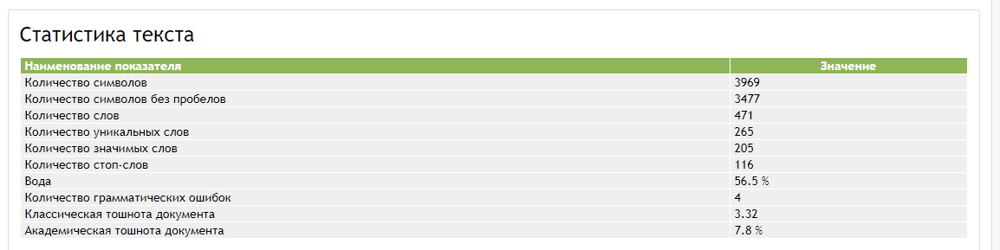 Статистика текста
Наименование показателя Значение
Количество символов 3969
Количество символов без пробелов 3477
Количество слов 471
Количество уникальных слов 265
Количество значимых слов 205
Количество стоп-слов 116
Вода 56.5 %
Количество грамматических ошибок 4
Классическая тошнота документа 3.32
Академическая тошнота документа 7.8 %